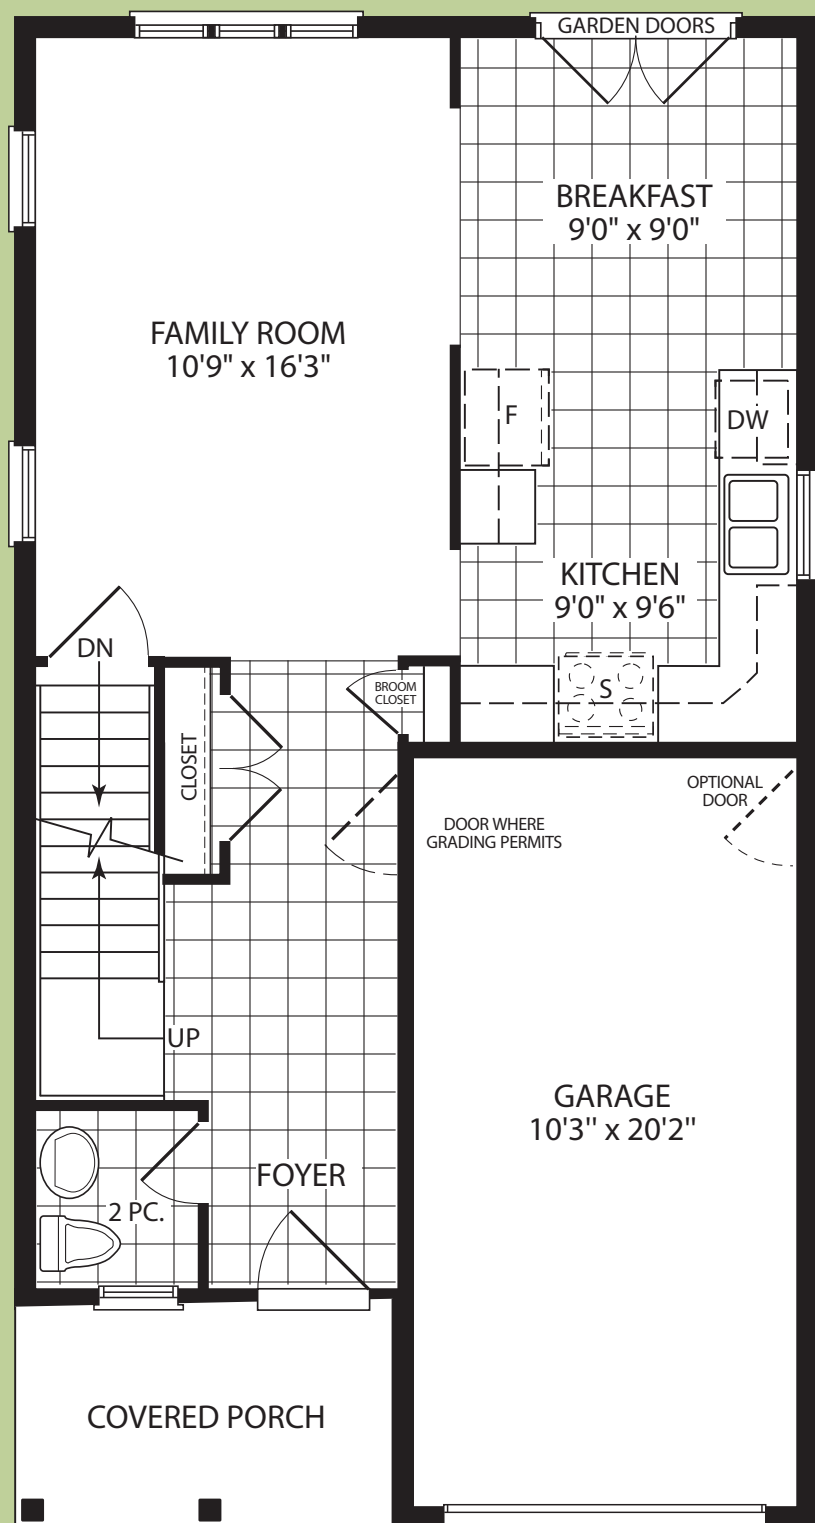 GARDEN DOORS
BREAKFAST
9'0" x 9'0"
FAMILY ROOM
10'9" x 16'3"
F
DW
KITCHEN
9'0" x 9'6"
DN
BROOM
CLOSET
S
CLOSET
OPTIONAL
DOOR
DOOR WHERE
GRADING PERMITS
UP
GARAGE
10'3" x 20'2"
FOYER
2 PC.
COVERED PORCH